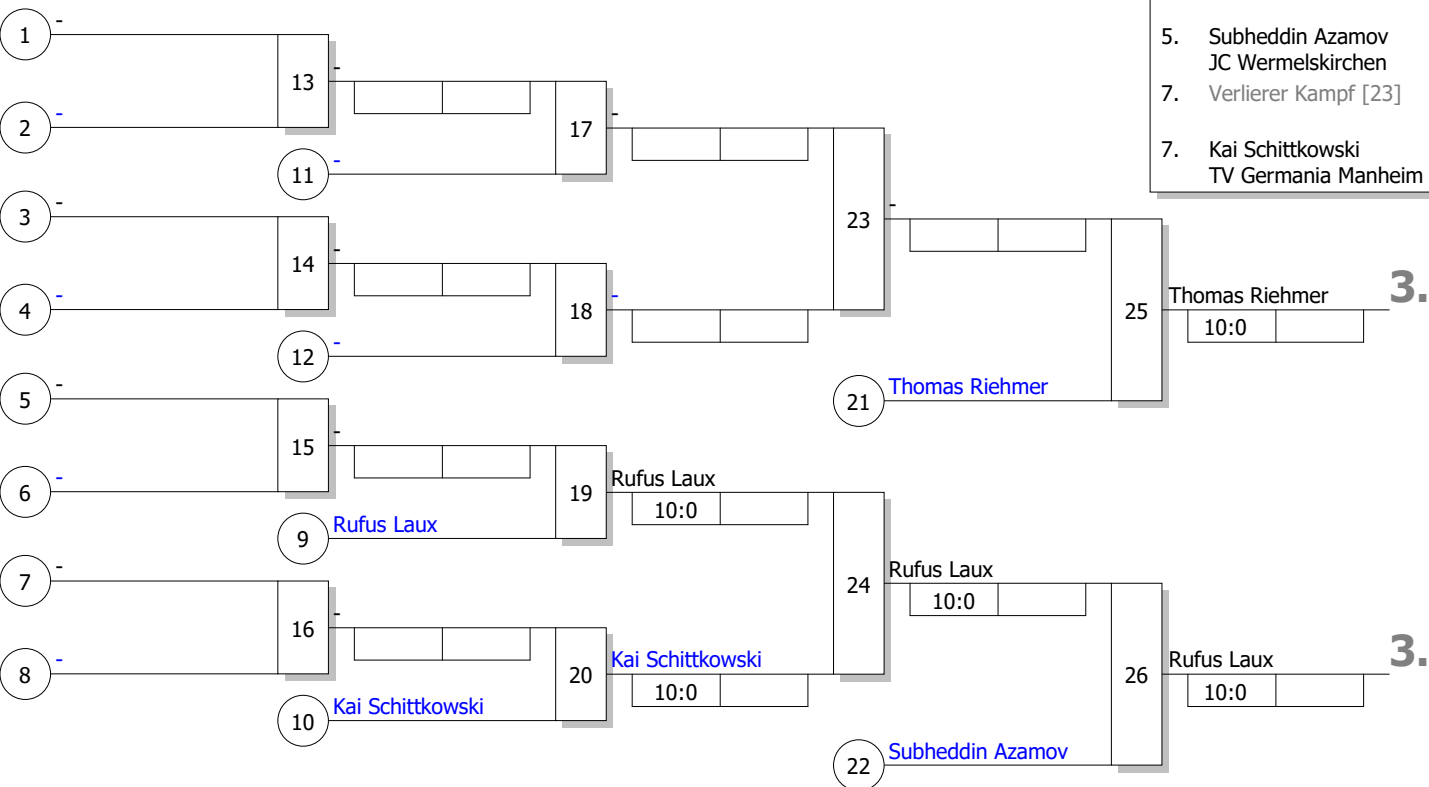 1 -
2 -
13 -
11 -
17 -
3 -
4 -
14 -
12 -
18 -
23 -
21 Thomas Riehmer
25 Thomas Riehmer 3.
10:0
5 -
6 -
15 -
9 Rufus Laux
19 Rufus Laux
10:0
7 -
8 -
16 -
10 Kai Schittkowski
20 Kai Schittkowski
10:0
24 Rufus Laux
10:0
22 Subheddin Azamov
26 Rufus Laux 3.
10:0
5. Subheddin Azamov
JC Wermelskirchen
7. Verlierer Kampf [23]
7. Kai Schittkowski
TV Germania Manheim